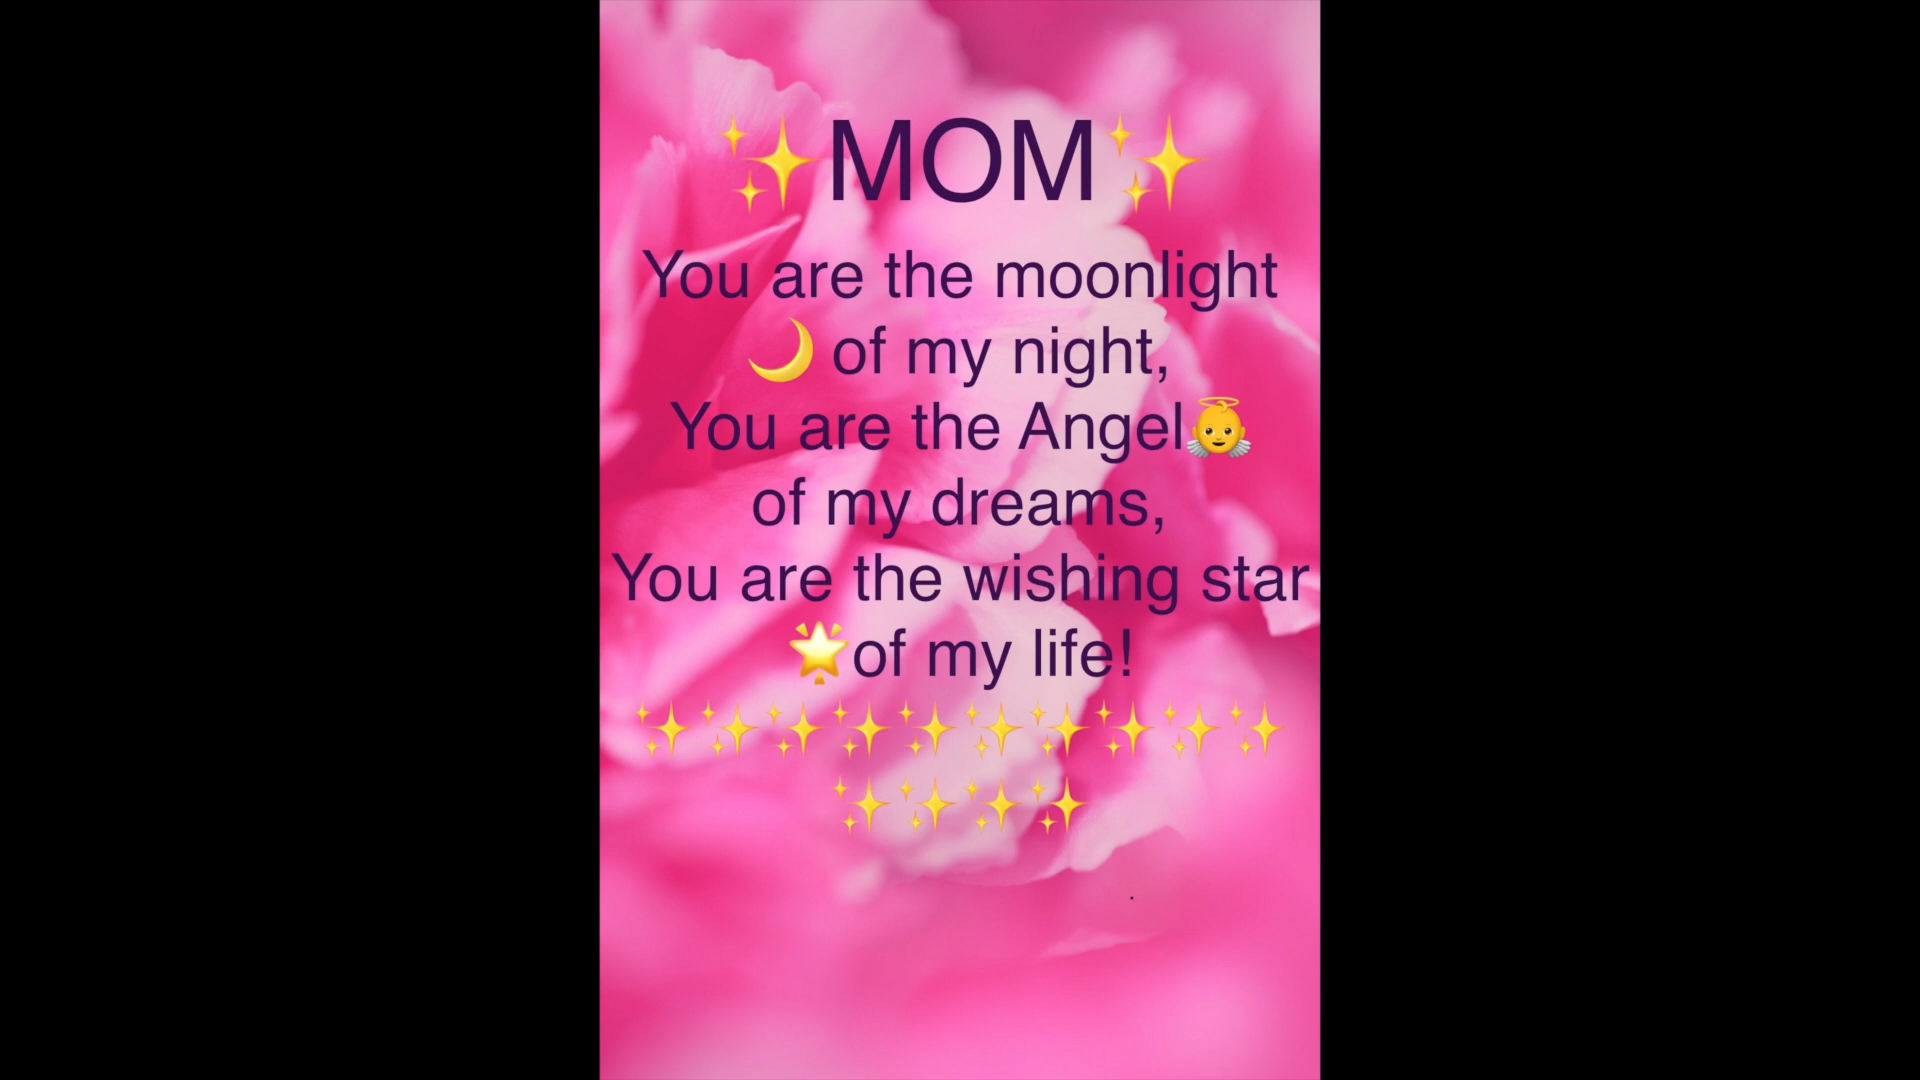 ✨MOM✨
You are the moonlight
🌙 of my night,
You are the Angel👼
of my dreams,
You are the wishing star
🌟of my life!
✨✨✨✨✨✨✨✨✨✨
✨✨✨✨
.